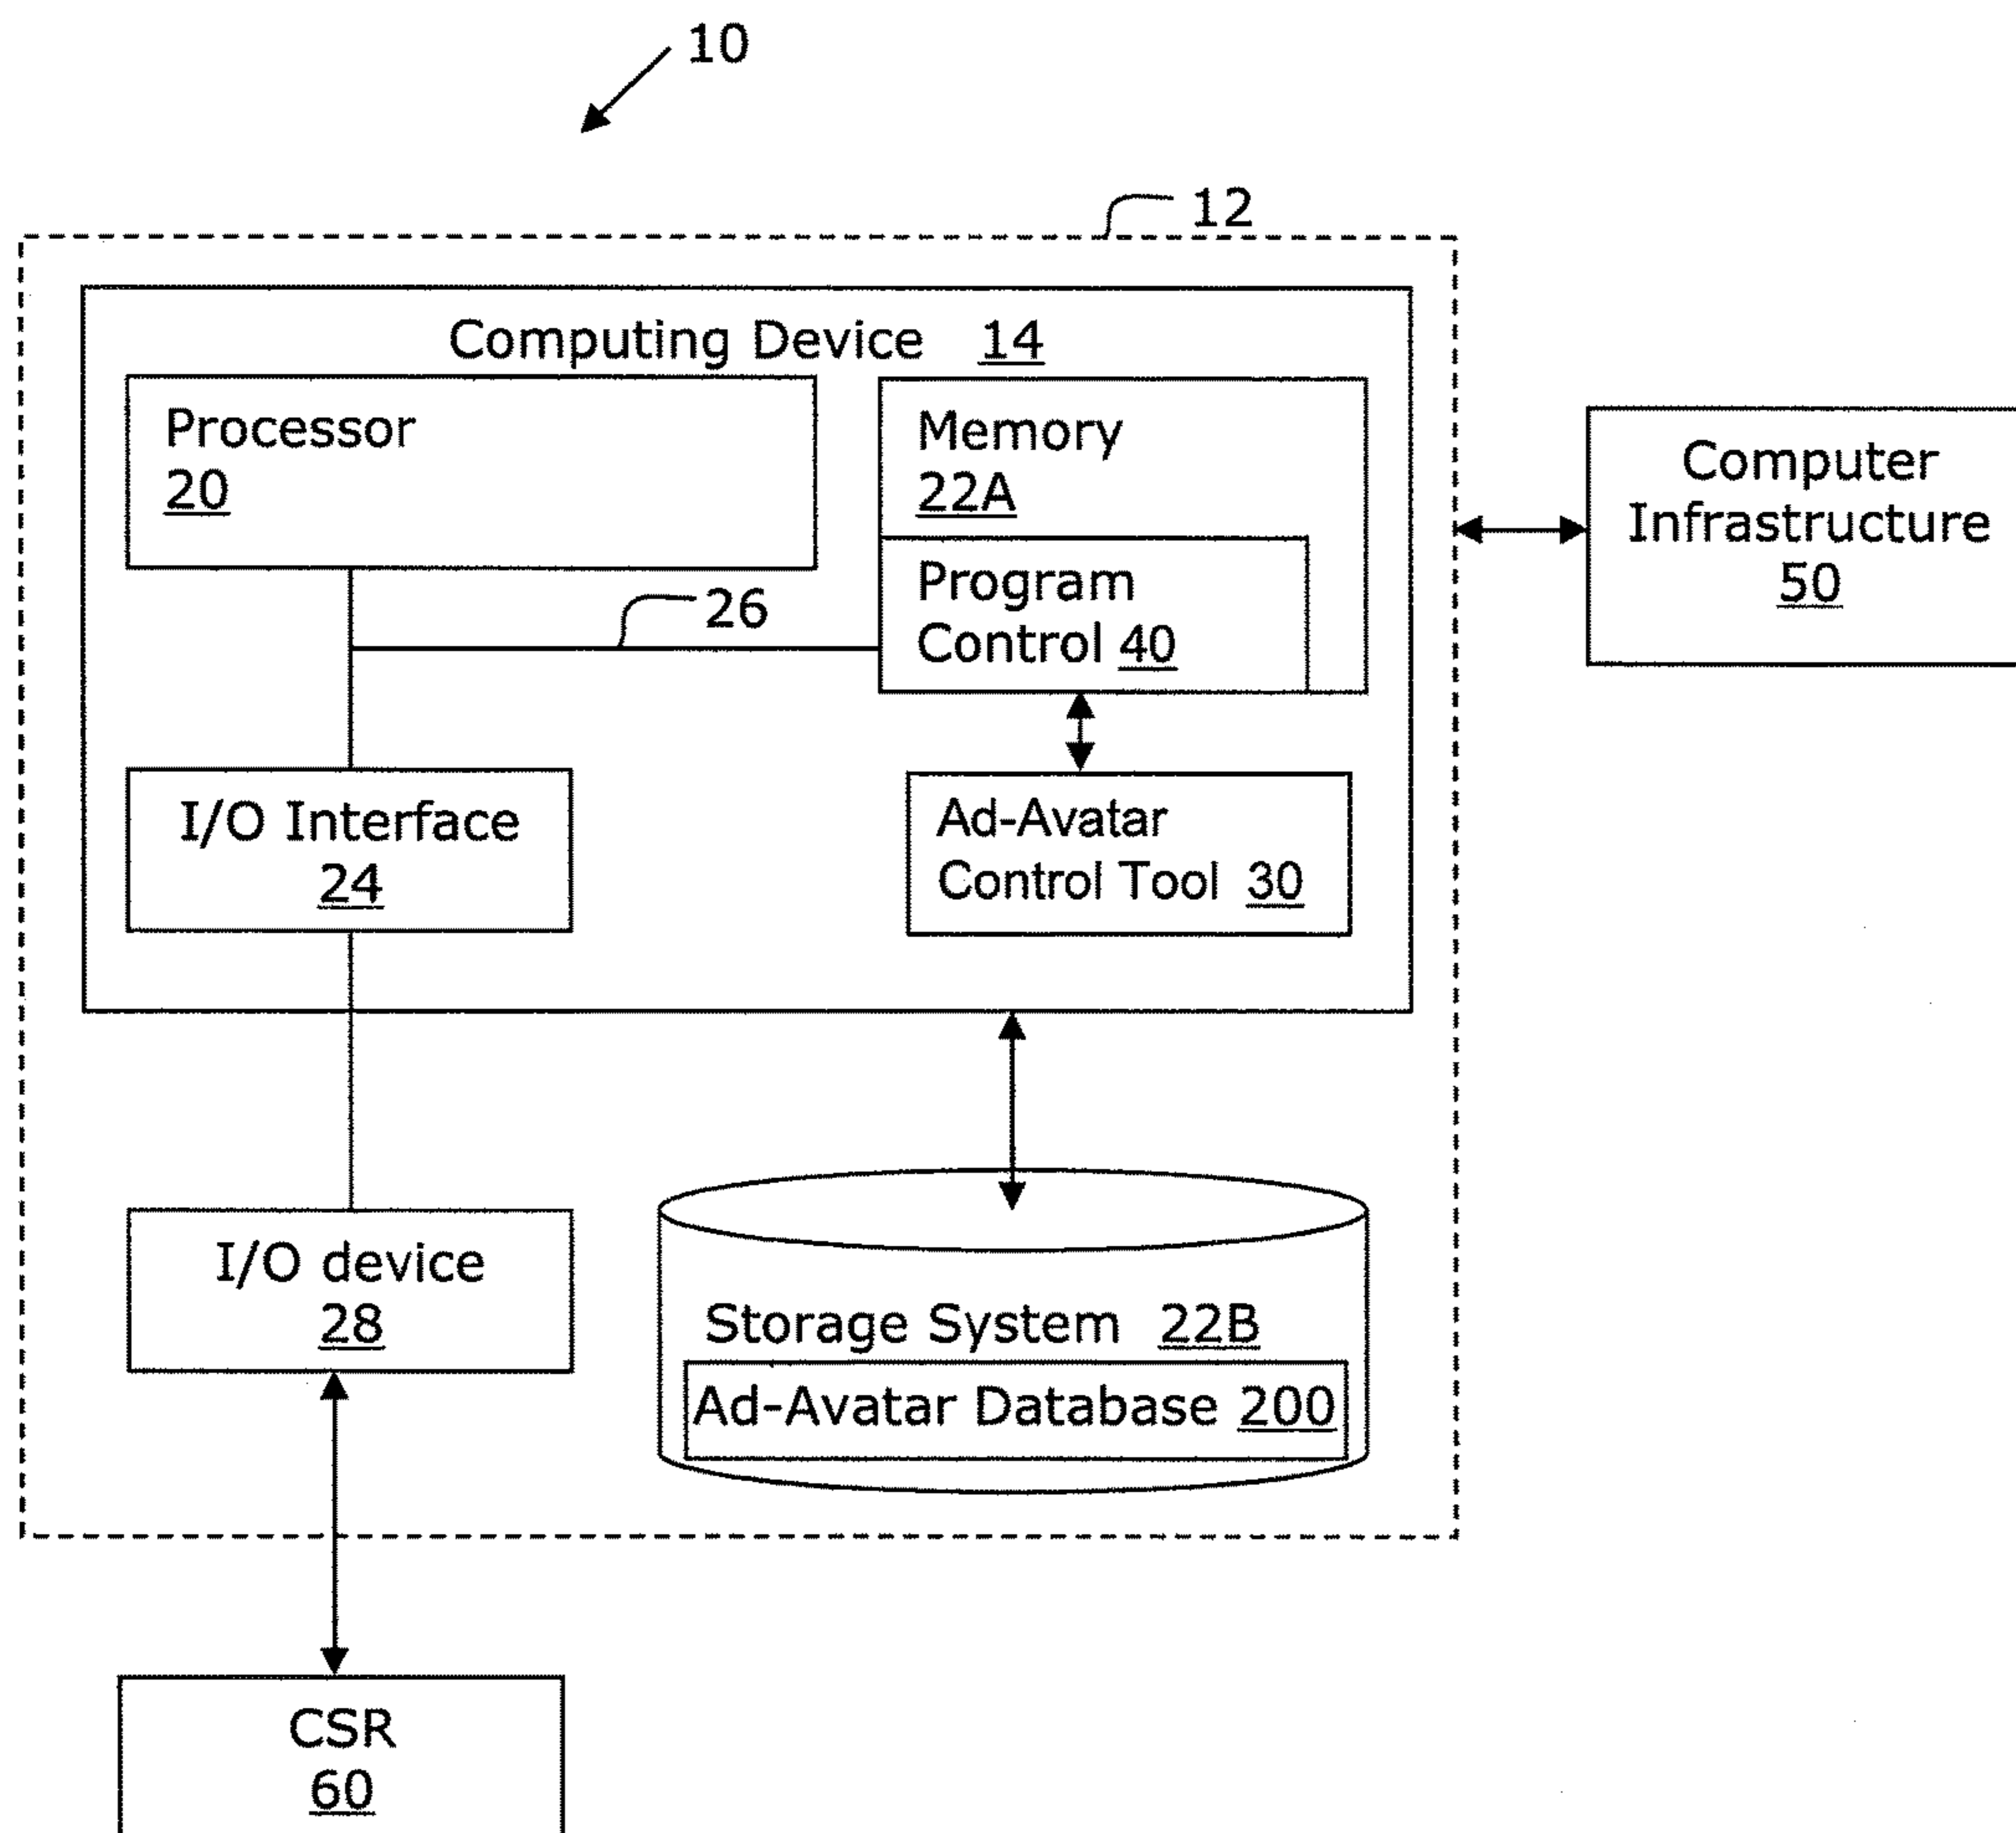 10
12
Computing Device 14
Processor
20
Memory
22A
Program
Control 40
26
Computer
Infrastructure
50
I/O Interface
24
Ad-Avatar
Control Tool 30
I/O device
28
Storage System 22B
Ad-Avatar Database 200
CSR
60